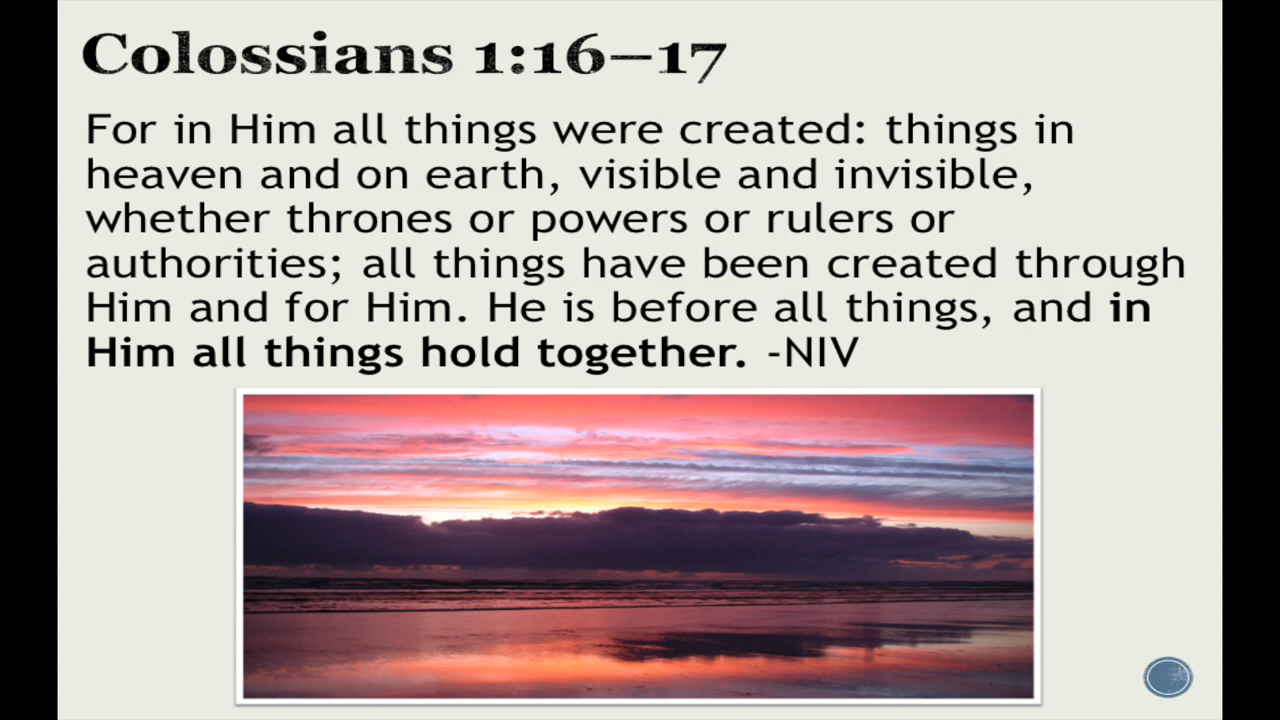 Colossians 1:16–17
For in Him all things were created: things in
heaven and on earth, visible and invisible,
whether thrones or powers or rulers or
authorities; all things have been created through
Him and for Him. He is before all things, and in
Him all things hold together. -NIV